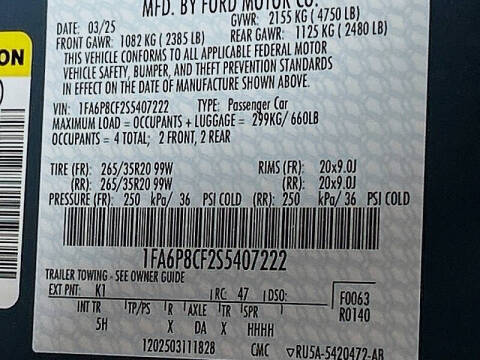 MFD. BY FORD MOTOR CO.
DATE: 03/25 GVWR: 2155 KG (4750 LB)
FRONT GAWR: 1082 KG (2385 LB) REAR GAWR: 1125 KG (2480 LB)
THIS VEHICLE CONFORMS TO ALL APPLICABLE FEDERAL MOTOR
VEHICLE SAFETY, BUMPER, AND THEFT PREVENTION STANDARDS
IN EFFECT ON THE DATE OF MANUFACTURE SHOWN ABOVE.
VIN: 1FA6P8CF2S5407222 TYPE: Passenger Car
MAXIMUM LOAD = OCCUPANTS + LUGGAGE = 299KG/ 660LB
OCCUPANTS = 4 TOTAL; 2 FRONT, 2 REAR
TIRE (FR): 265/35R20 99W RIMS (FR): 20x9.0J
(RR): 265/35R20 99W (RR): 20x9.0J
PRESSURE (FR): 250 kPa/ 36 PSI COLD (RR): 250 kPa/ 36 PSI COLD
1FA6P8CF2S5407222
TRAILER TOWING - SEE OWNER GUIDE
EXT PNT: K1 RC: 47 DSO: F0063
INT TR TP/PS R AXLE TR SPR R0140
5H X DA X HHHH
1202503111828 CMC ▽RU5A-5420472-AB
ON